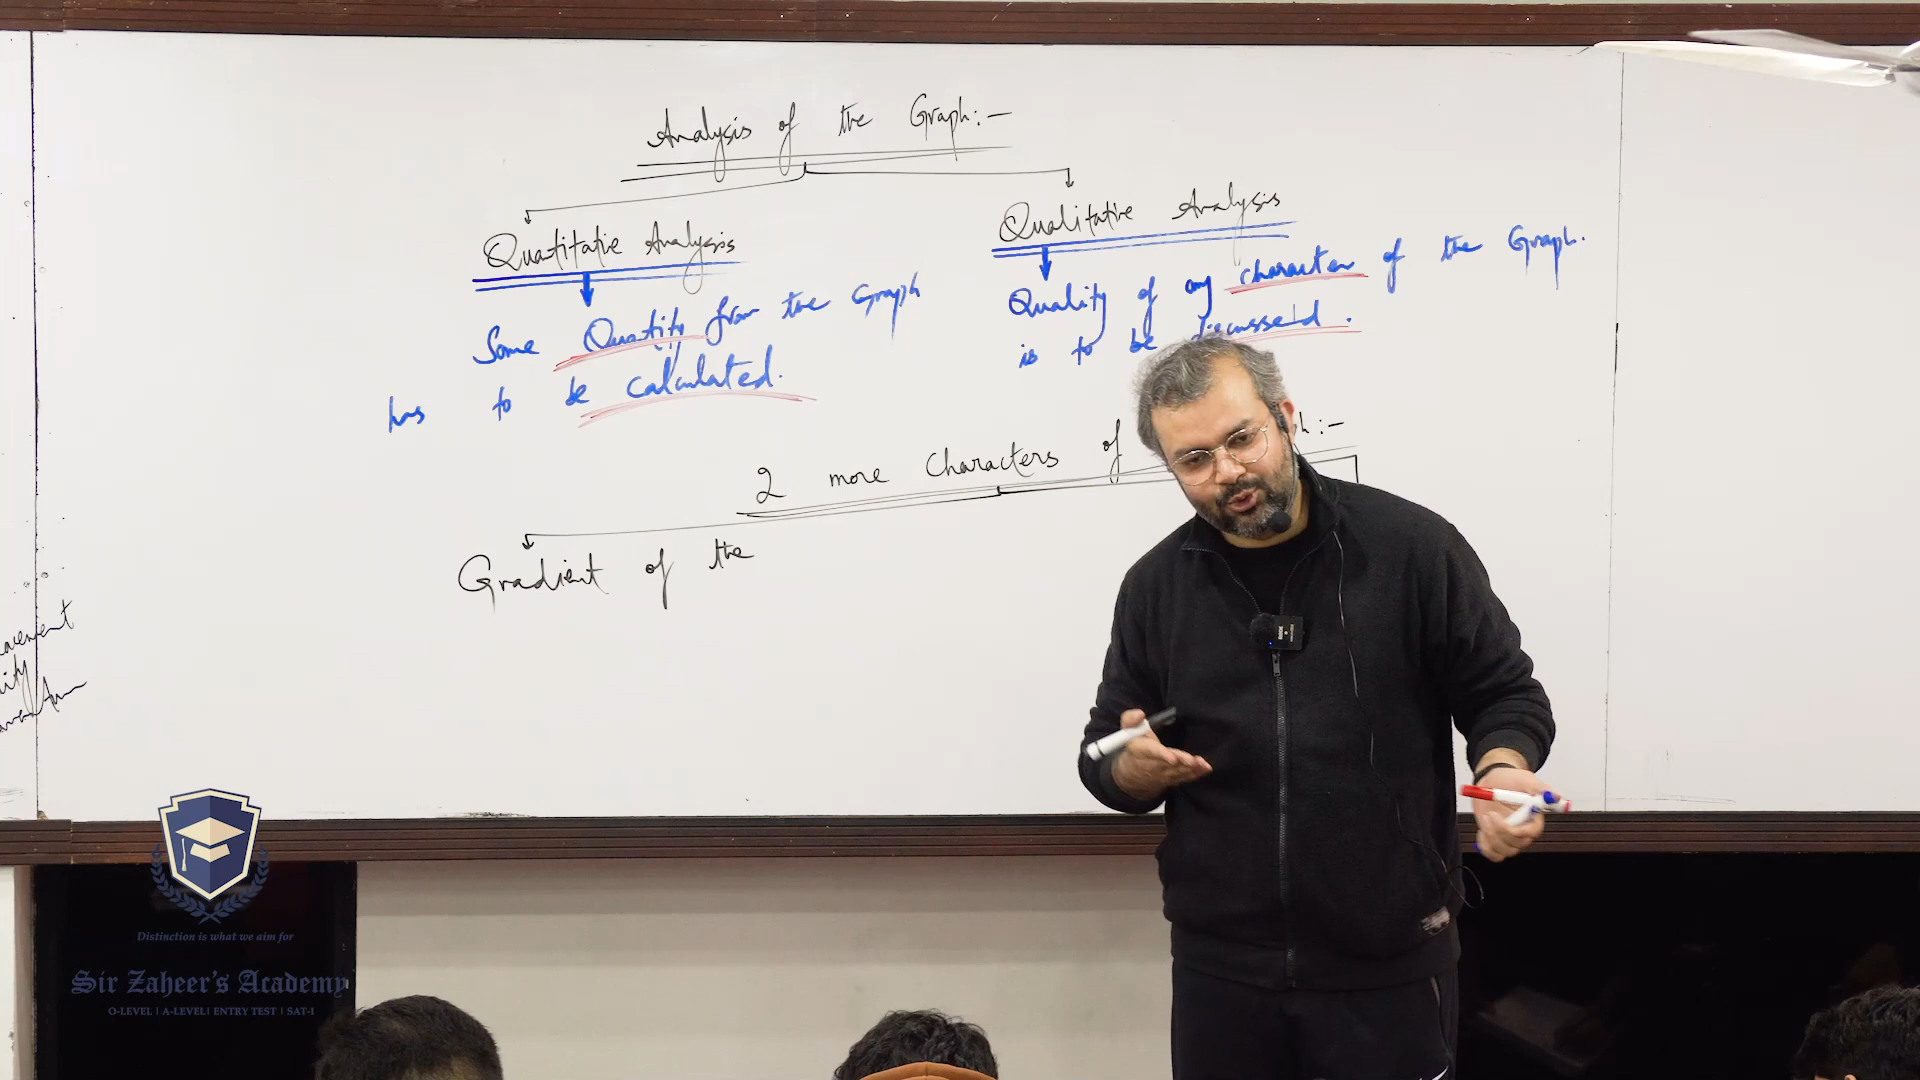 Analysis of the Graph:-
Quantitative Analysis
Qualitative Analysis
Some Quantity from the Graph
has to be calculated.
Quality of any character of the Graph.
is to be discussed.
2 more Characters of
Gradient of the
Distinction is what we aim for
Sir Zaheer's Academy
O-LEVEL | A-LEVEL | ENTRY TEST | SAT-I